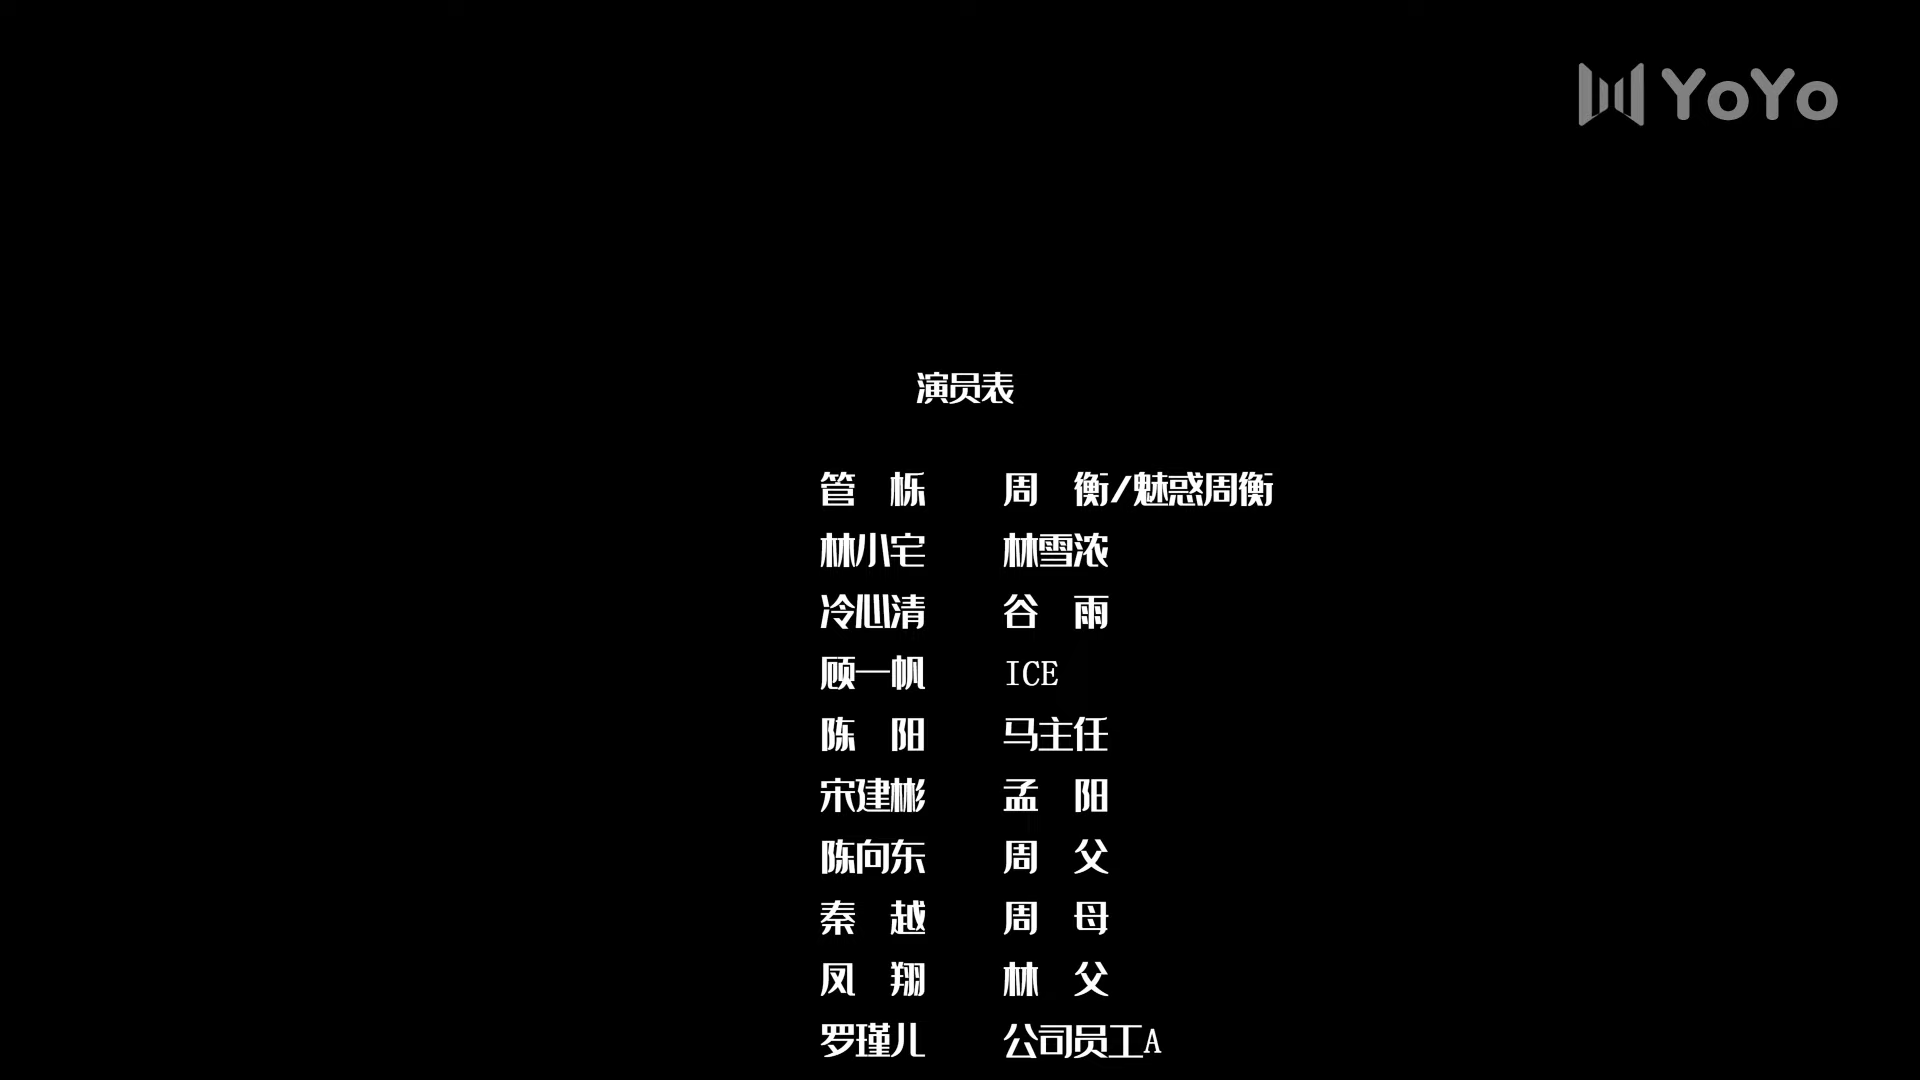 YoYo
演员表
管 栎 周 衡/魅惑周衡
林小宅 林雪浓
冷心清 谷 雨
顾一帆 ICE
陈 阳 马主任
宋建彬 孟 阳
陈向东 周 父
秦 越 周 母
凤 翔 林 父
罗瑾儿 公司员工A